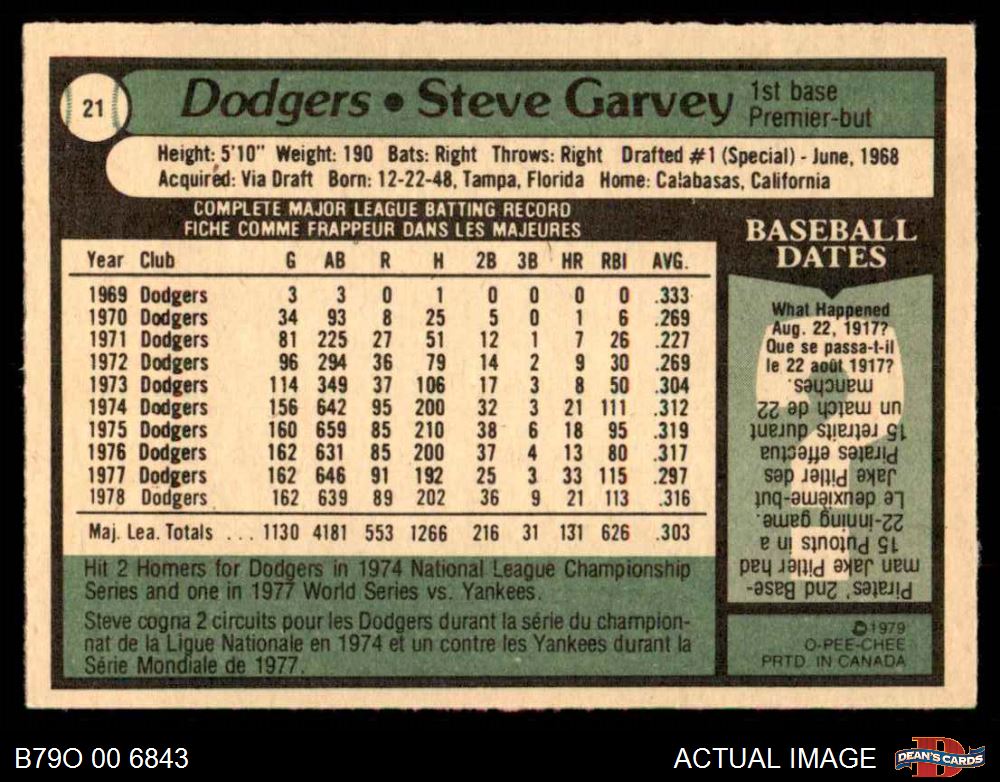 21
Dodgers • Steve Garvey
1st base
Premier-but
Height: 5'10" Weight: 190 Bats: Right Throws: Right Drafted #1 (Special) - June, 1968
Acquired: Via Draft Born: 12-22-48, Tampa, Florida Home: Calabasas, California
COMPLETE MAJOR LEAGUE BATTING RECORD
FICHE COMME FRAPPEUR DANS LES MAJEURES
Year Club G AB R H 2B 3B HR RBI AVG.
1969 Dodgers 3 3 0 1 0 0 0 0 .333
1970 Dodgers 34 93 8 25 5 0 1 6 .269
1971 Dodgers 81 225 27 51 12 1 7 26 .227
1972 Dodgers 96 294 36 79 14 2 9 30 .269
1973 Dodgers 114 349 37 106 17 3 8 50 .304
1974 Dodgers 156 642 95 200 32 3 21 111 .312
1975 Dodgers 160 659 85 210 38 6 18 95 .319
1976 Dodgers 162 631 85 200 37 4 13 80 .317
1977 Dodgers 162 646 91 192 25 3 33 115 .297
1978 Dodgers 162 639 89 202 36 9 21 113 .316
Maj. Lea. Totals ... 1130 4181 553 1266 216 31 131 626 .303
Hit 2 Homers for Dodgers in 1974 National League Championship
Series and one in 1977 World Series vs. Yankees.
Steve cogna 2 circuits pour les Dodgers durant la série du champion-
nat de la Ligue Nationale en 1974 et un contre les Yankees durant la
Série Mondiale de 1977.
BASEBALL
DATES
What Happened
Aug. 22, 1917?
Que se passa-t-il
le 22 août 1917?
Pirates' 2nd Base-
man Jake Pitler had
15 Putouts in a
22-inning game.
Le deuxième-but
Jake Pitler des
Pirates effectua
15 retraits durant
un match de 22
manches.
©1979
O-PEE-CHEE
PRTD. IN CANADA
B79O 00 6843
ACTUAL IMAGE
DEAN'S CARDS